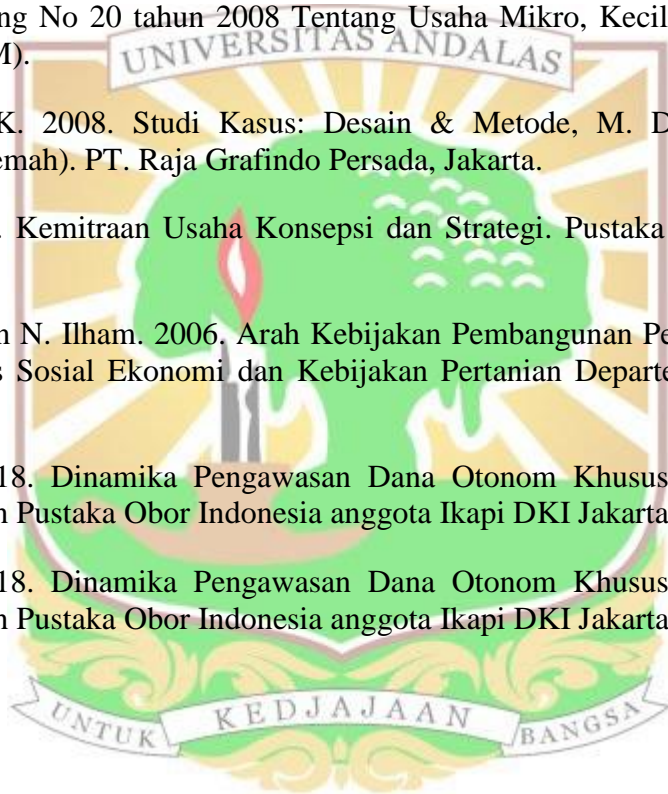 ng No 20 tahun 2008 Tentang Usaha Mikro, Kecil
M).
UNIVERSITAS ANDALAS
K. 2008. Studi Kasus: Desain & Metode, M. D
emah). PT. Raja Grafindo Persada, Jakarta.
. Kemitraan Usaha Konsepsi dan Strategi. Pustaka
n N. Ilham. 2006. Arah Kebijakan Pembangunan Pe
s Sosial Ekonomi dan Kebijakan Pertanian Departe
18. Dinamika Pengawasan Dana Otonom Khusus
n Pustaka Obor Indonesia anggota Ikapi DKI Jakarta
18. Dinamika Pengawasan Dana Otonom Khusus
n Pustaka Obor Indonesia anggota Ikapi DKI Jakarta
UNTUK KEDJAJAAN BANGSA